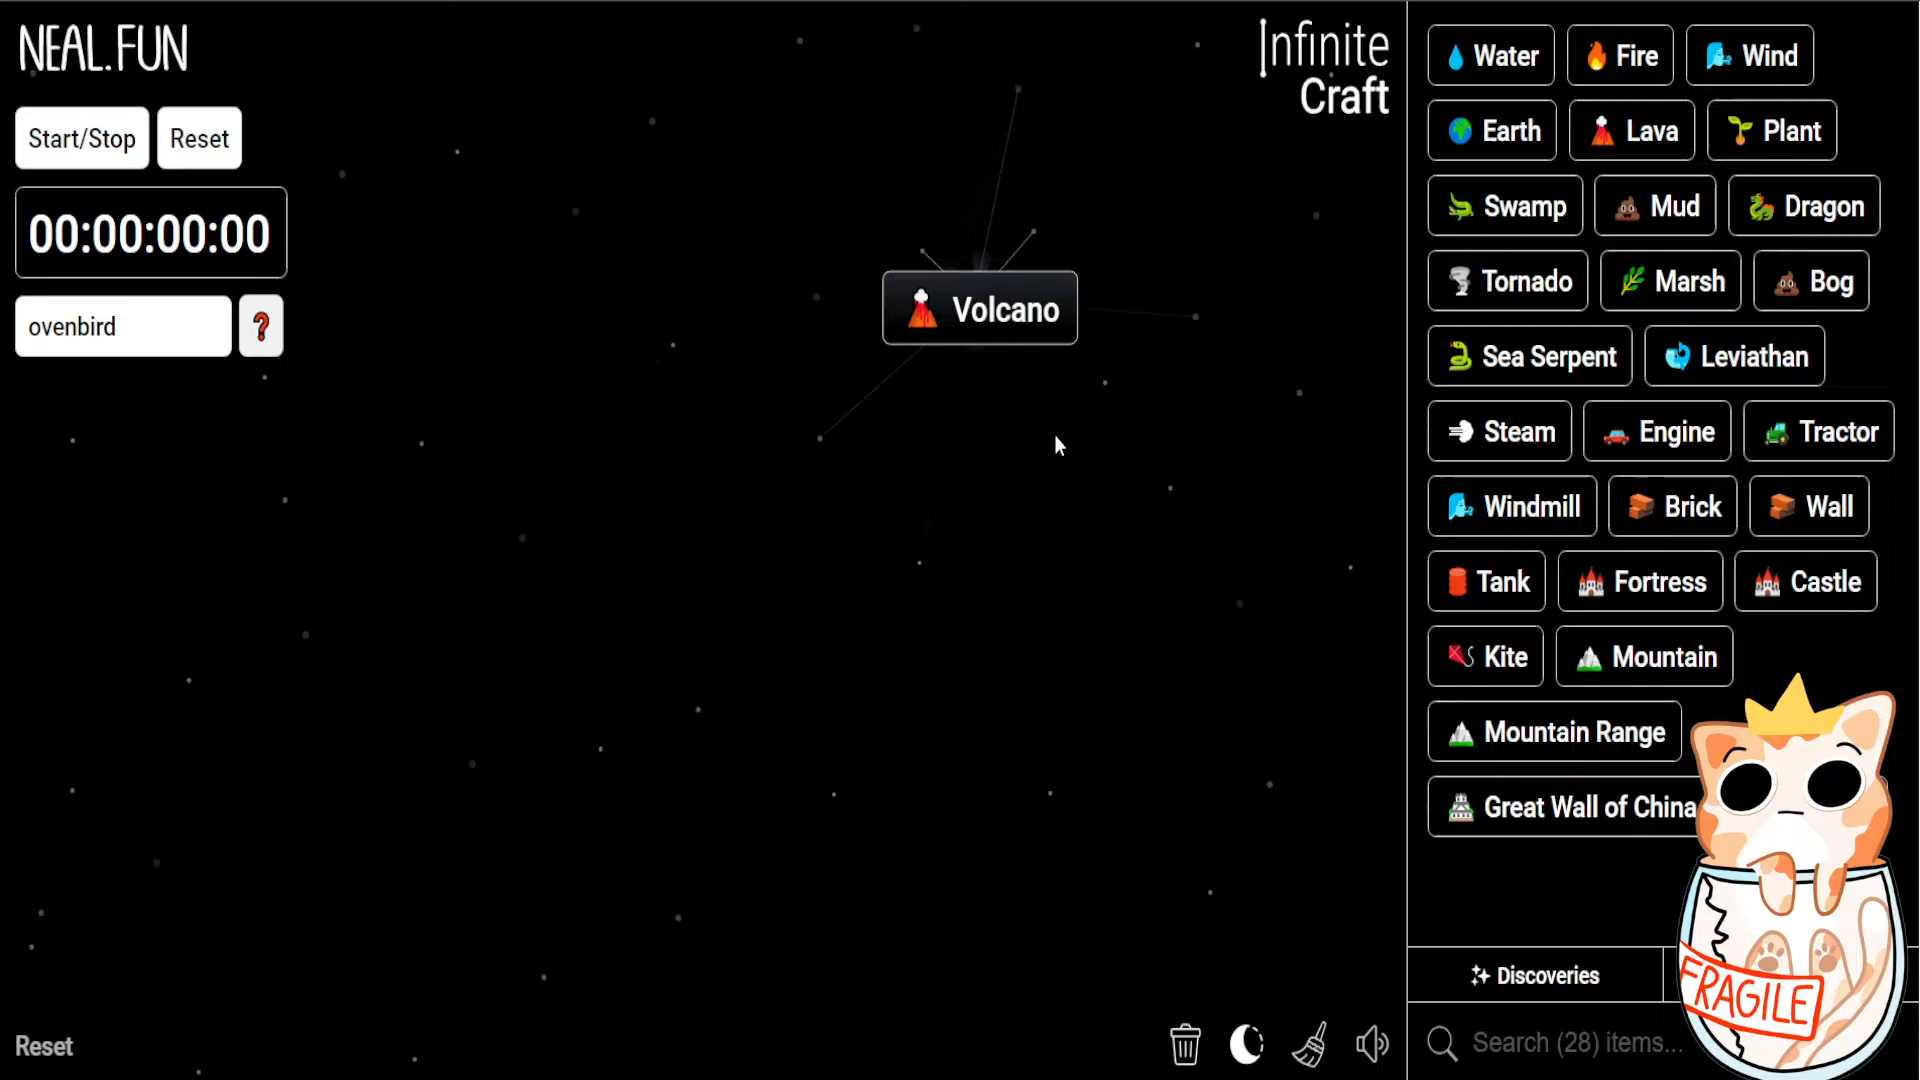 NEAL.FUN
Infinite
Craft
Start/Stop
Reset
00:00:00:00
ovenbird
?
Volcano
Water
Fire
Wind
Earth
Lava
Plant
Swamp
Mud
Dragon
Tornado
Marsh
Bog
Sea Serpent
Leviathan
Steam
Engine
Tractor
Windmill
Brick
Wall
Tank
Fortress
Castle
Kite
Mountain
Mountain Range
Great Wall of China
Discoveries
FRAGILE
Search (28) items...
Reset